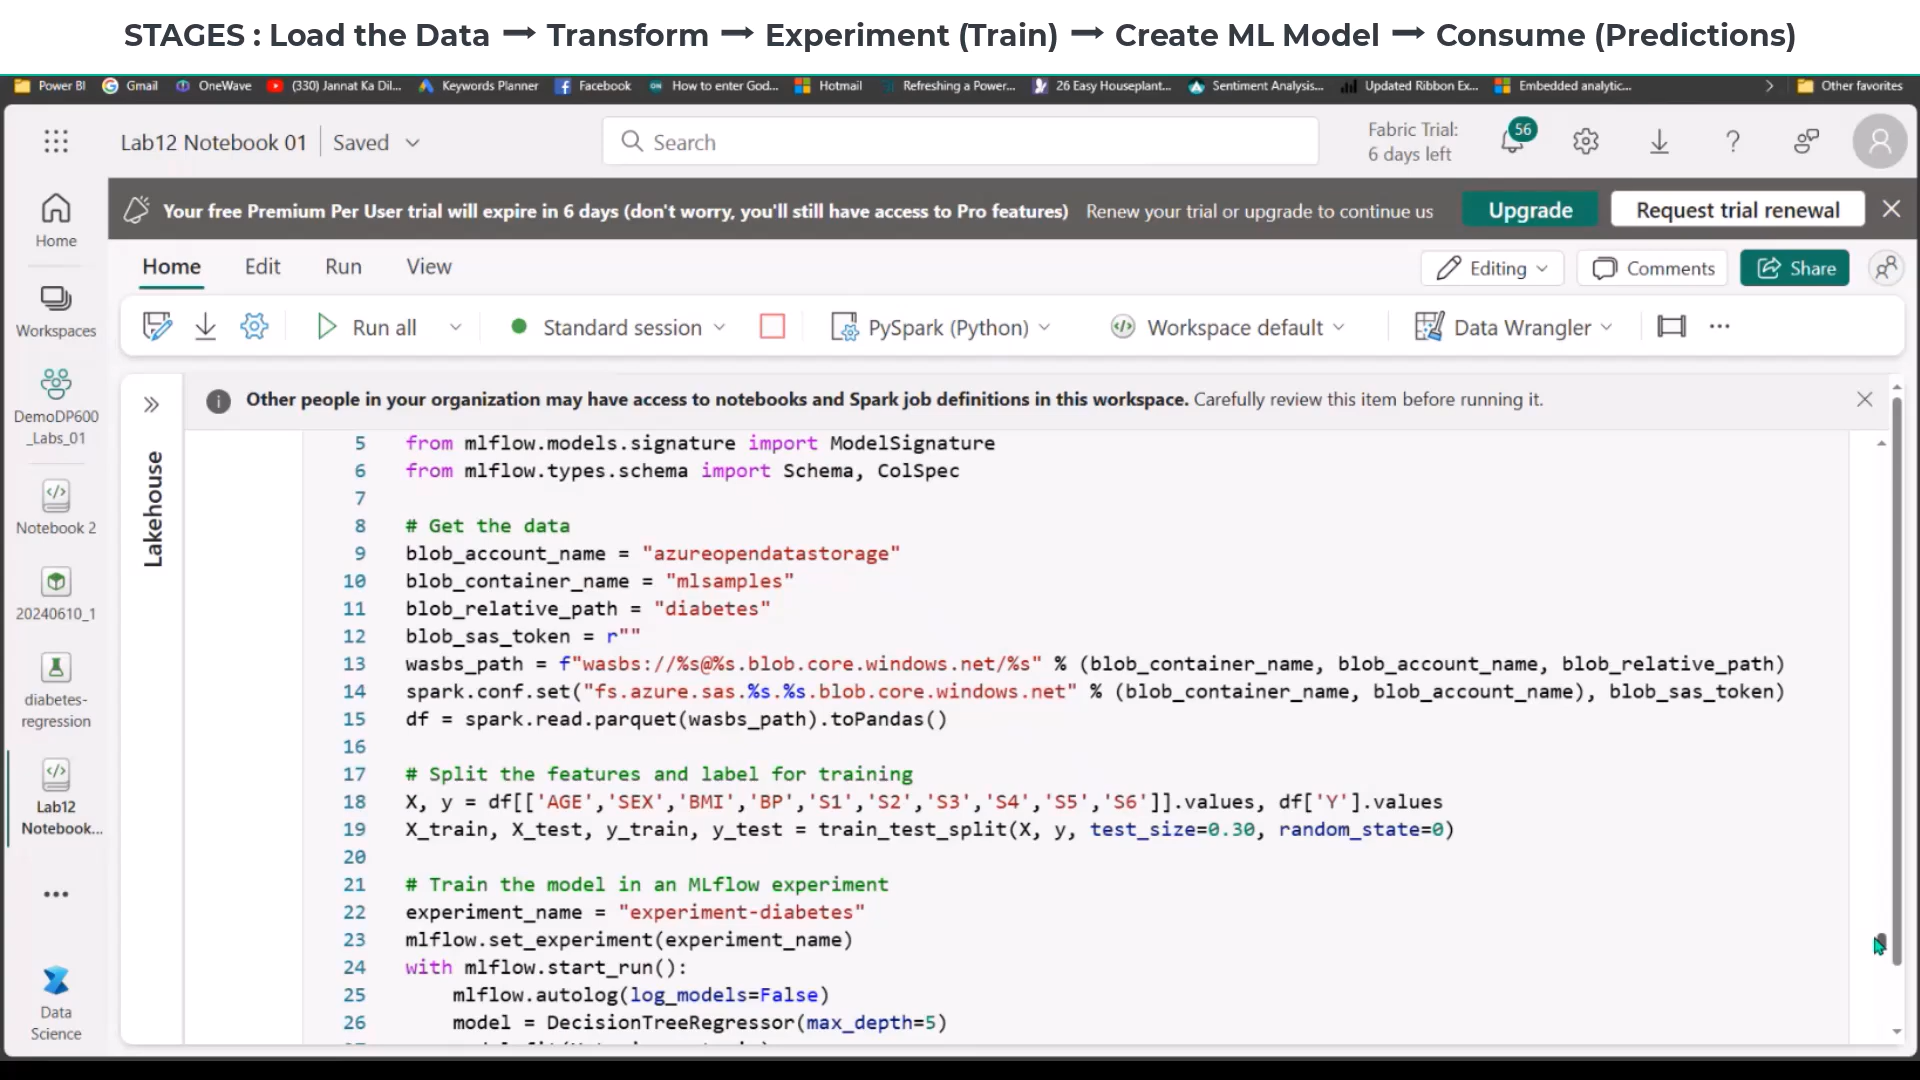 STAGES : Load the Data → Transform → Experiment (Train) → Create ML Model → Consume (Predictions)
Power BI Gmail OneWave (330) Jannat Ka Dil... Keywords Planner Facebook How to enter God... Hotmail Refreshing a Power... 26 Easy Houseplant... Sentiment Analysis... Updated Ribbon Ex... Embedded analytic... Other favorites
Lab12 Notebook 01 | Saved
Search
Fabric Trial:
6 days left
56
Your free Premium Per User trial will expire in 6 days (don't worry, you'll still have access to Pro features) Renew your trial or upgrade to continue us
Upgrade
Request trial renewal
Home Edit Run View
Editing
Comments
Share
Run all
Standard session
PySpark (Python)
Workspace default
Data Wrangler
Other people in your organization may have access to notebooks and Spark job definitions in this workspace. Carefully review this item before running it.
Home
Workspaces
DemoDP600
_Labs_01
Notebook 2
20240610_1
diabetes-
regression
Lab12
Notebook...
Data
Science
Lakehouse
5 from mlflow.models.signature import ModelSignature
6 from mlflow.types.schema import Schema, ColSpec
7
8 # Get the data
9 blob_account_name = "azureopendatastorage"
10 blob_container_name = "mlsamples"
11 blob_relative_path = "diabetes"
12 blob_sas_token = r""
13 wasbs_path = f"wasbs://%s@%s.blob.core.windows.net/%s" % (blob_container_name, blob_account_name, blob_relative_path)
14 spark.conf.set("fs.azure.sas.%s.%s.blob.core.windows.net" % (blob_container_name, blob_account_name), blob_sas_token)
15 df = spark.read.parquet(wasbs_path).toPandas()
16
17 # Split the features and label for training
18 X, y = df[['AGE','SEX','BMI','BP','S1','S2','S3','S4','S5','S6']].values, df['Y'].values
19 X_train, X_test, y_train, y_test = train_test_split(X, y, test_size=0.30, random_state=0)
20
21 # Train the model in an MLflow experiment
22 experiment_name = "experiment-diabetes"
23 mlflow.set_experiment(experiment_name)
24 with mlflow.start_run():
25 mlflow.autolog(log_models=False)
26 model = DecisionTreeRegressor(max_depth=5)